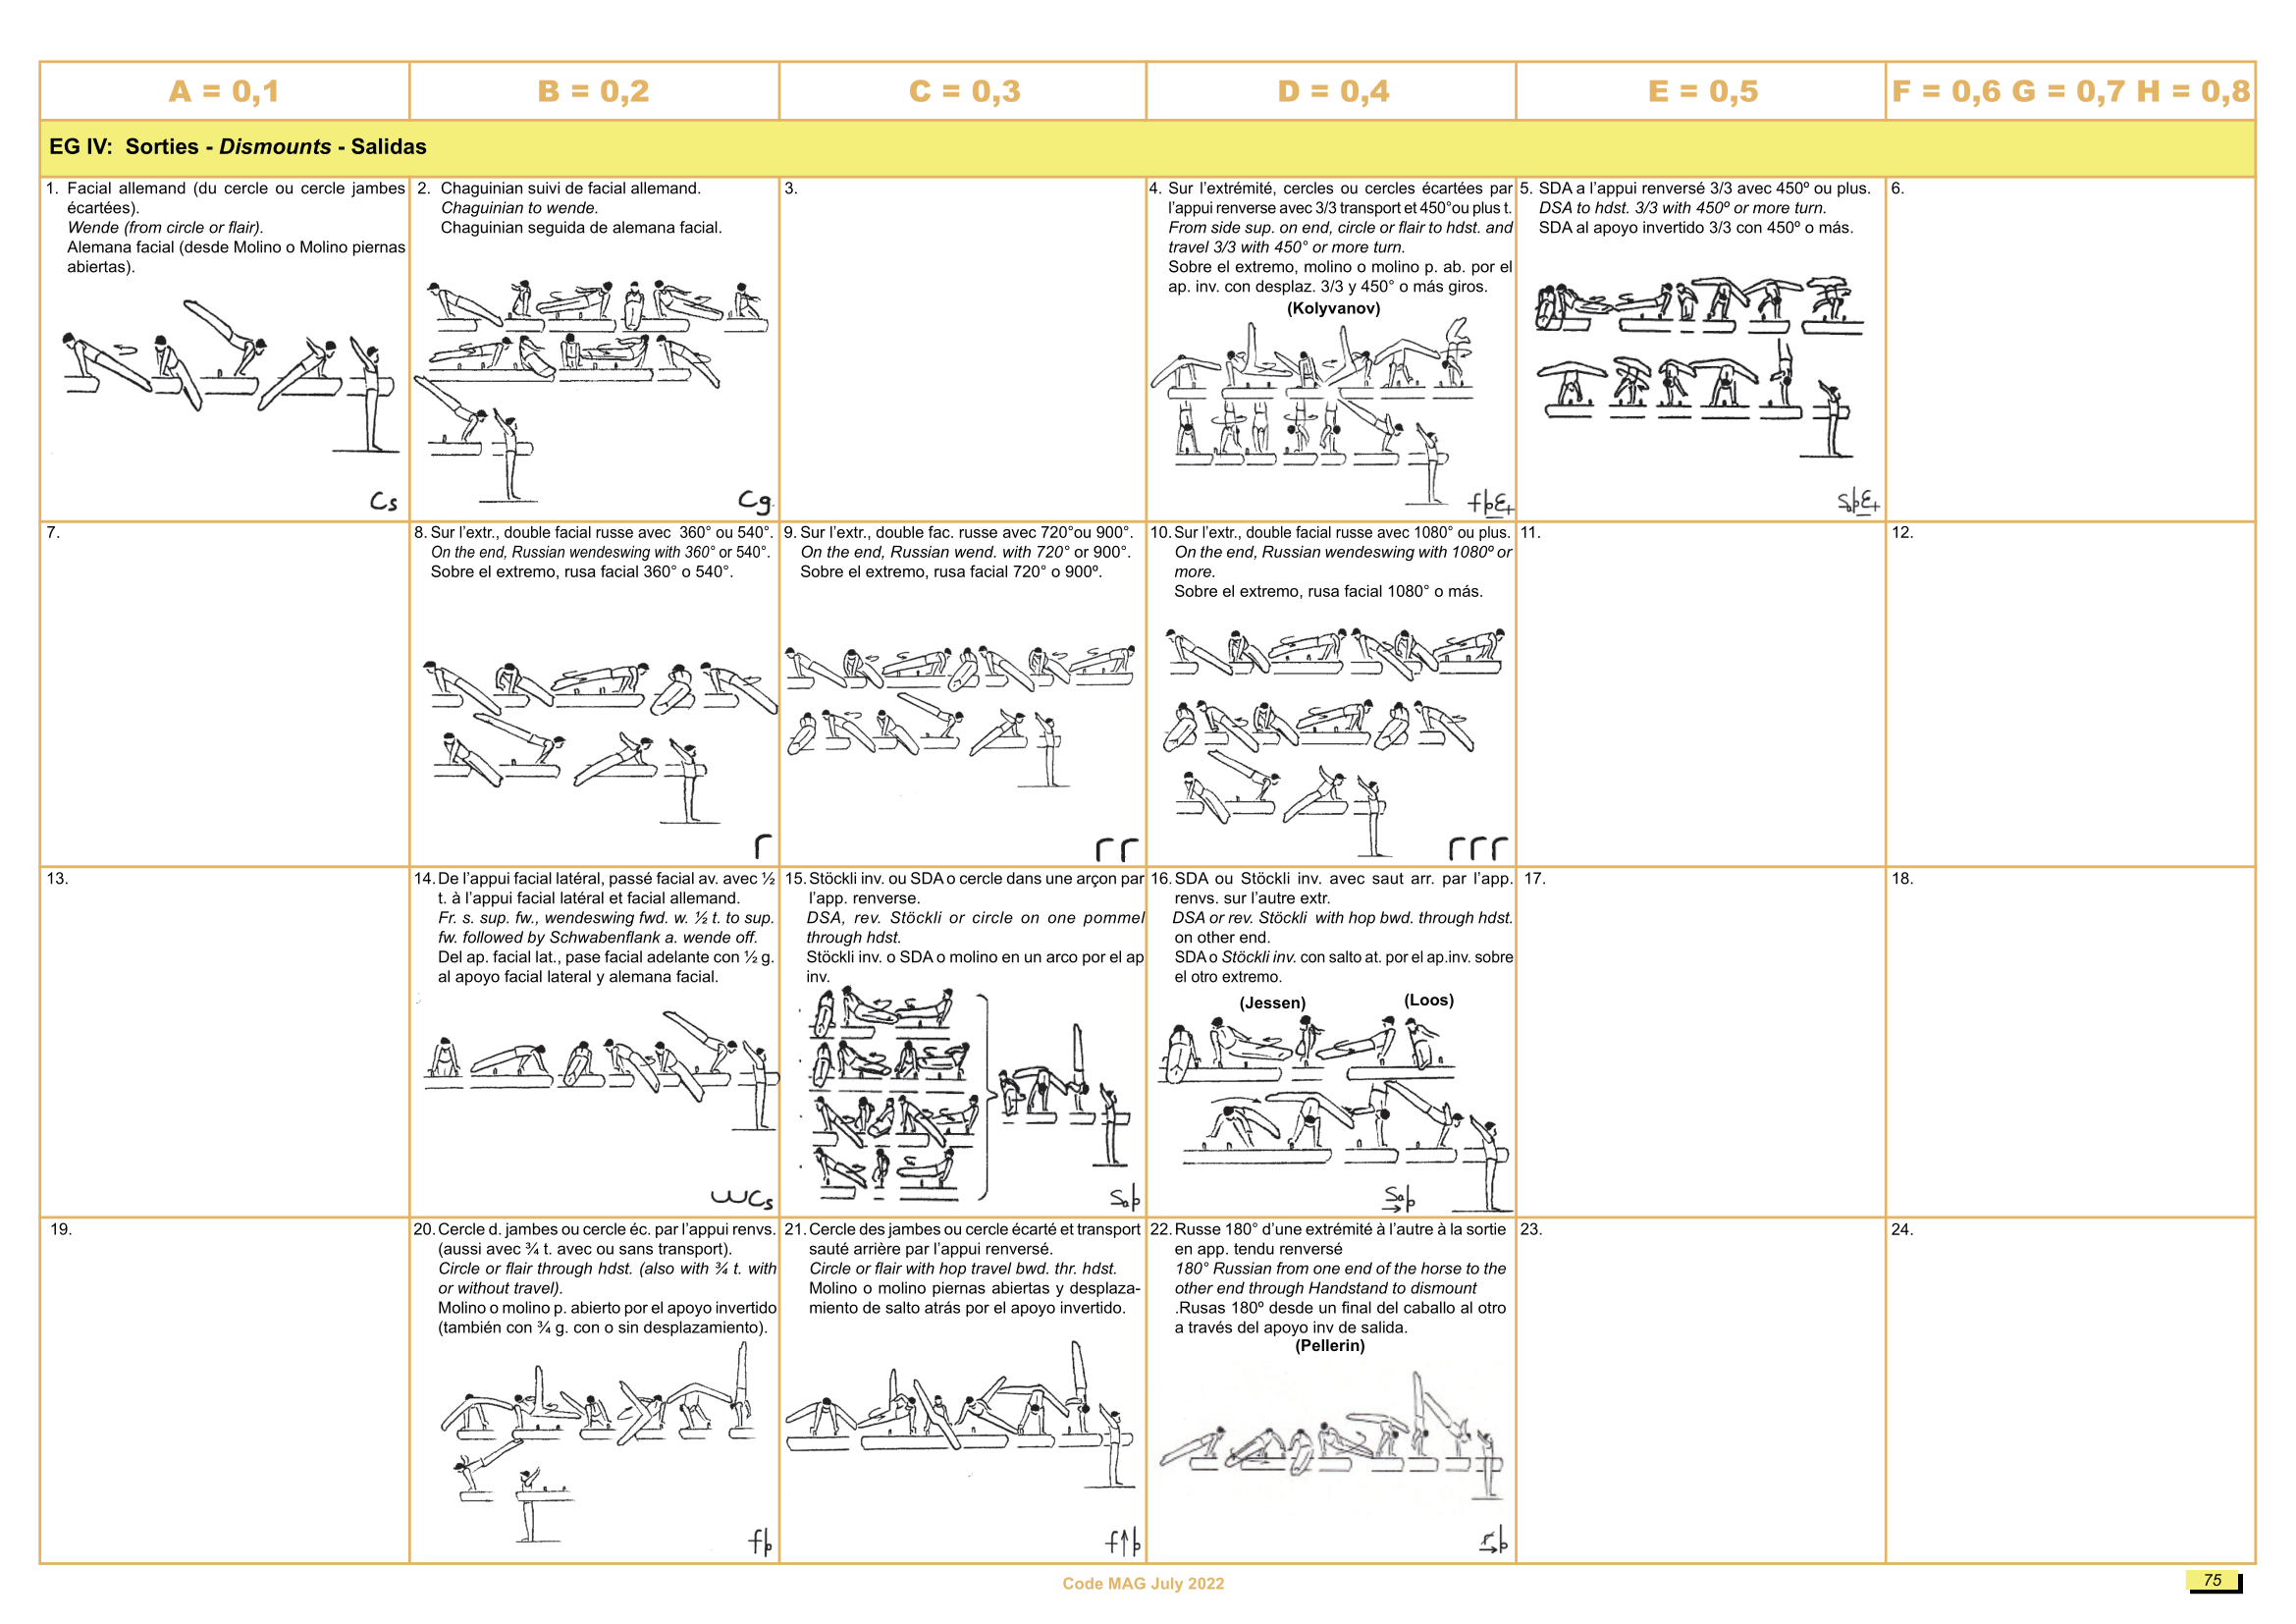 A = 0,1
B = 0,2
C = 0,3
D = 0,4
E = 0,5
F = 0,6 G = 0,7 H = 0,8
EG IV: Sorties - Dismounts - Salidas
1. Facial allemand (du cercle ou cercle jambes
écartées).
Wende (from circle or flair).
Alemana facial (desde Molino o Molino piernas
abiertas).
Cs
2. Chaguinian suivi de facial allemand.
Chaguinian to wende.
Chaguinian seguida de alemana facial.
Cg
3.
4. Sur l'extrémité, cercles ou cercles écartées par
l'appui renverse avec 3/3 transport et 450°ou plus t.
From side sup. on end, circle or flair to hdst. and
travel 3/3 with 450° or more turn.
Sobre el extremo, molino o molino p. ab. por el
ap. inv. con desplaz. 3/3 y 450° o más giros.
(Kolyvanov)
5. SDA a l'appui renversé 3/3 avec 450º ou plus.
DSA to hdst. 3/3 with 450º or more turn.
SDA al apoyo invertido 3/3 con 450º o más.
6.
7.
8. Sur l'extr., double facial russe avec 360° ou 540°.
On the end, Russian wendeswing with 360° or 540°.
Sobre el extremo, rusa facial 360° o 540°.
9. Sur l'extr., double fac. russe avec 720°ou 900°.
On the end, Russian wend. with 720° or 900°.
Sobre el extremo, rusa facial 720° o 900º.
10. Sur l'extr., double facial russe avec 1080° ou plus.
On the end, Russian wendeswing with 1080º or
more.
Sobre el extremo, rusa facial 1080° o más.
11.
12.
13.
14. De l'appui facial latéral, passé facial av. avec ½
t. à l'appui facial latéral et facial allemand.
Fr. s. sup. fw., wendeswing fwd. w. ½ t. to sup.
fw. followed by Schwabenflank a. wende off.
Del ap. facial lat., pase facial adelante con ½ g.
al apoyo facial lateral y alemana facial.
15. Stöckli inv. ou SDA o cercle dans une arçon par
l'app. renverse.
DSA, rev. Stöckli or circle on one pommel
through hdst.
Stöckli inv. o SDA o molino en un arco por el ap
inv.
16. SDA ou Stöckli inv. avec saut arr. par l'app.
renvs. sur l'autre extr.
DSA or rev. Stöckli with hop bwd. through hdst.
on other end.
SDA o Stöckli inv. con salto at. por el ap.inv. sobre
el otro extremo.
(Jessen)
(Loos)
17.
18.
19.
20. Cercle d. jambes ou cercle éc. par l'appui renvs.
(aussi avec ¾ t. avec ou sans transport).
Circle or flair through hdst. (also with ¾ t. with
or without travel).
Molino o molino p. abierto por el apoyo invertido
(también con ¾ g. con o sin desplazamiento).
21. Cercle des jambes ou cercle écarté et transport
sauté arrière par l'appui renversé.
Circle or flair with hop travel bwd. thr. hdst.
Molino o molino piernas abiertas y desplaza-
miento de salto atrás por el apoyo invertido.
22. Russe 180° d'une extrémité à l'autre à la sortie
en app. tendu renversé
180° Russian from one end of the horse to the
other end through Handstand to dismount
.Rusas 180º desde un final del caballo al otro
a través del apoyo inv de salida.
(Pellerin)
23.
24.
Code MAG July 2022
75